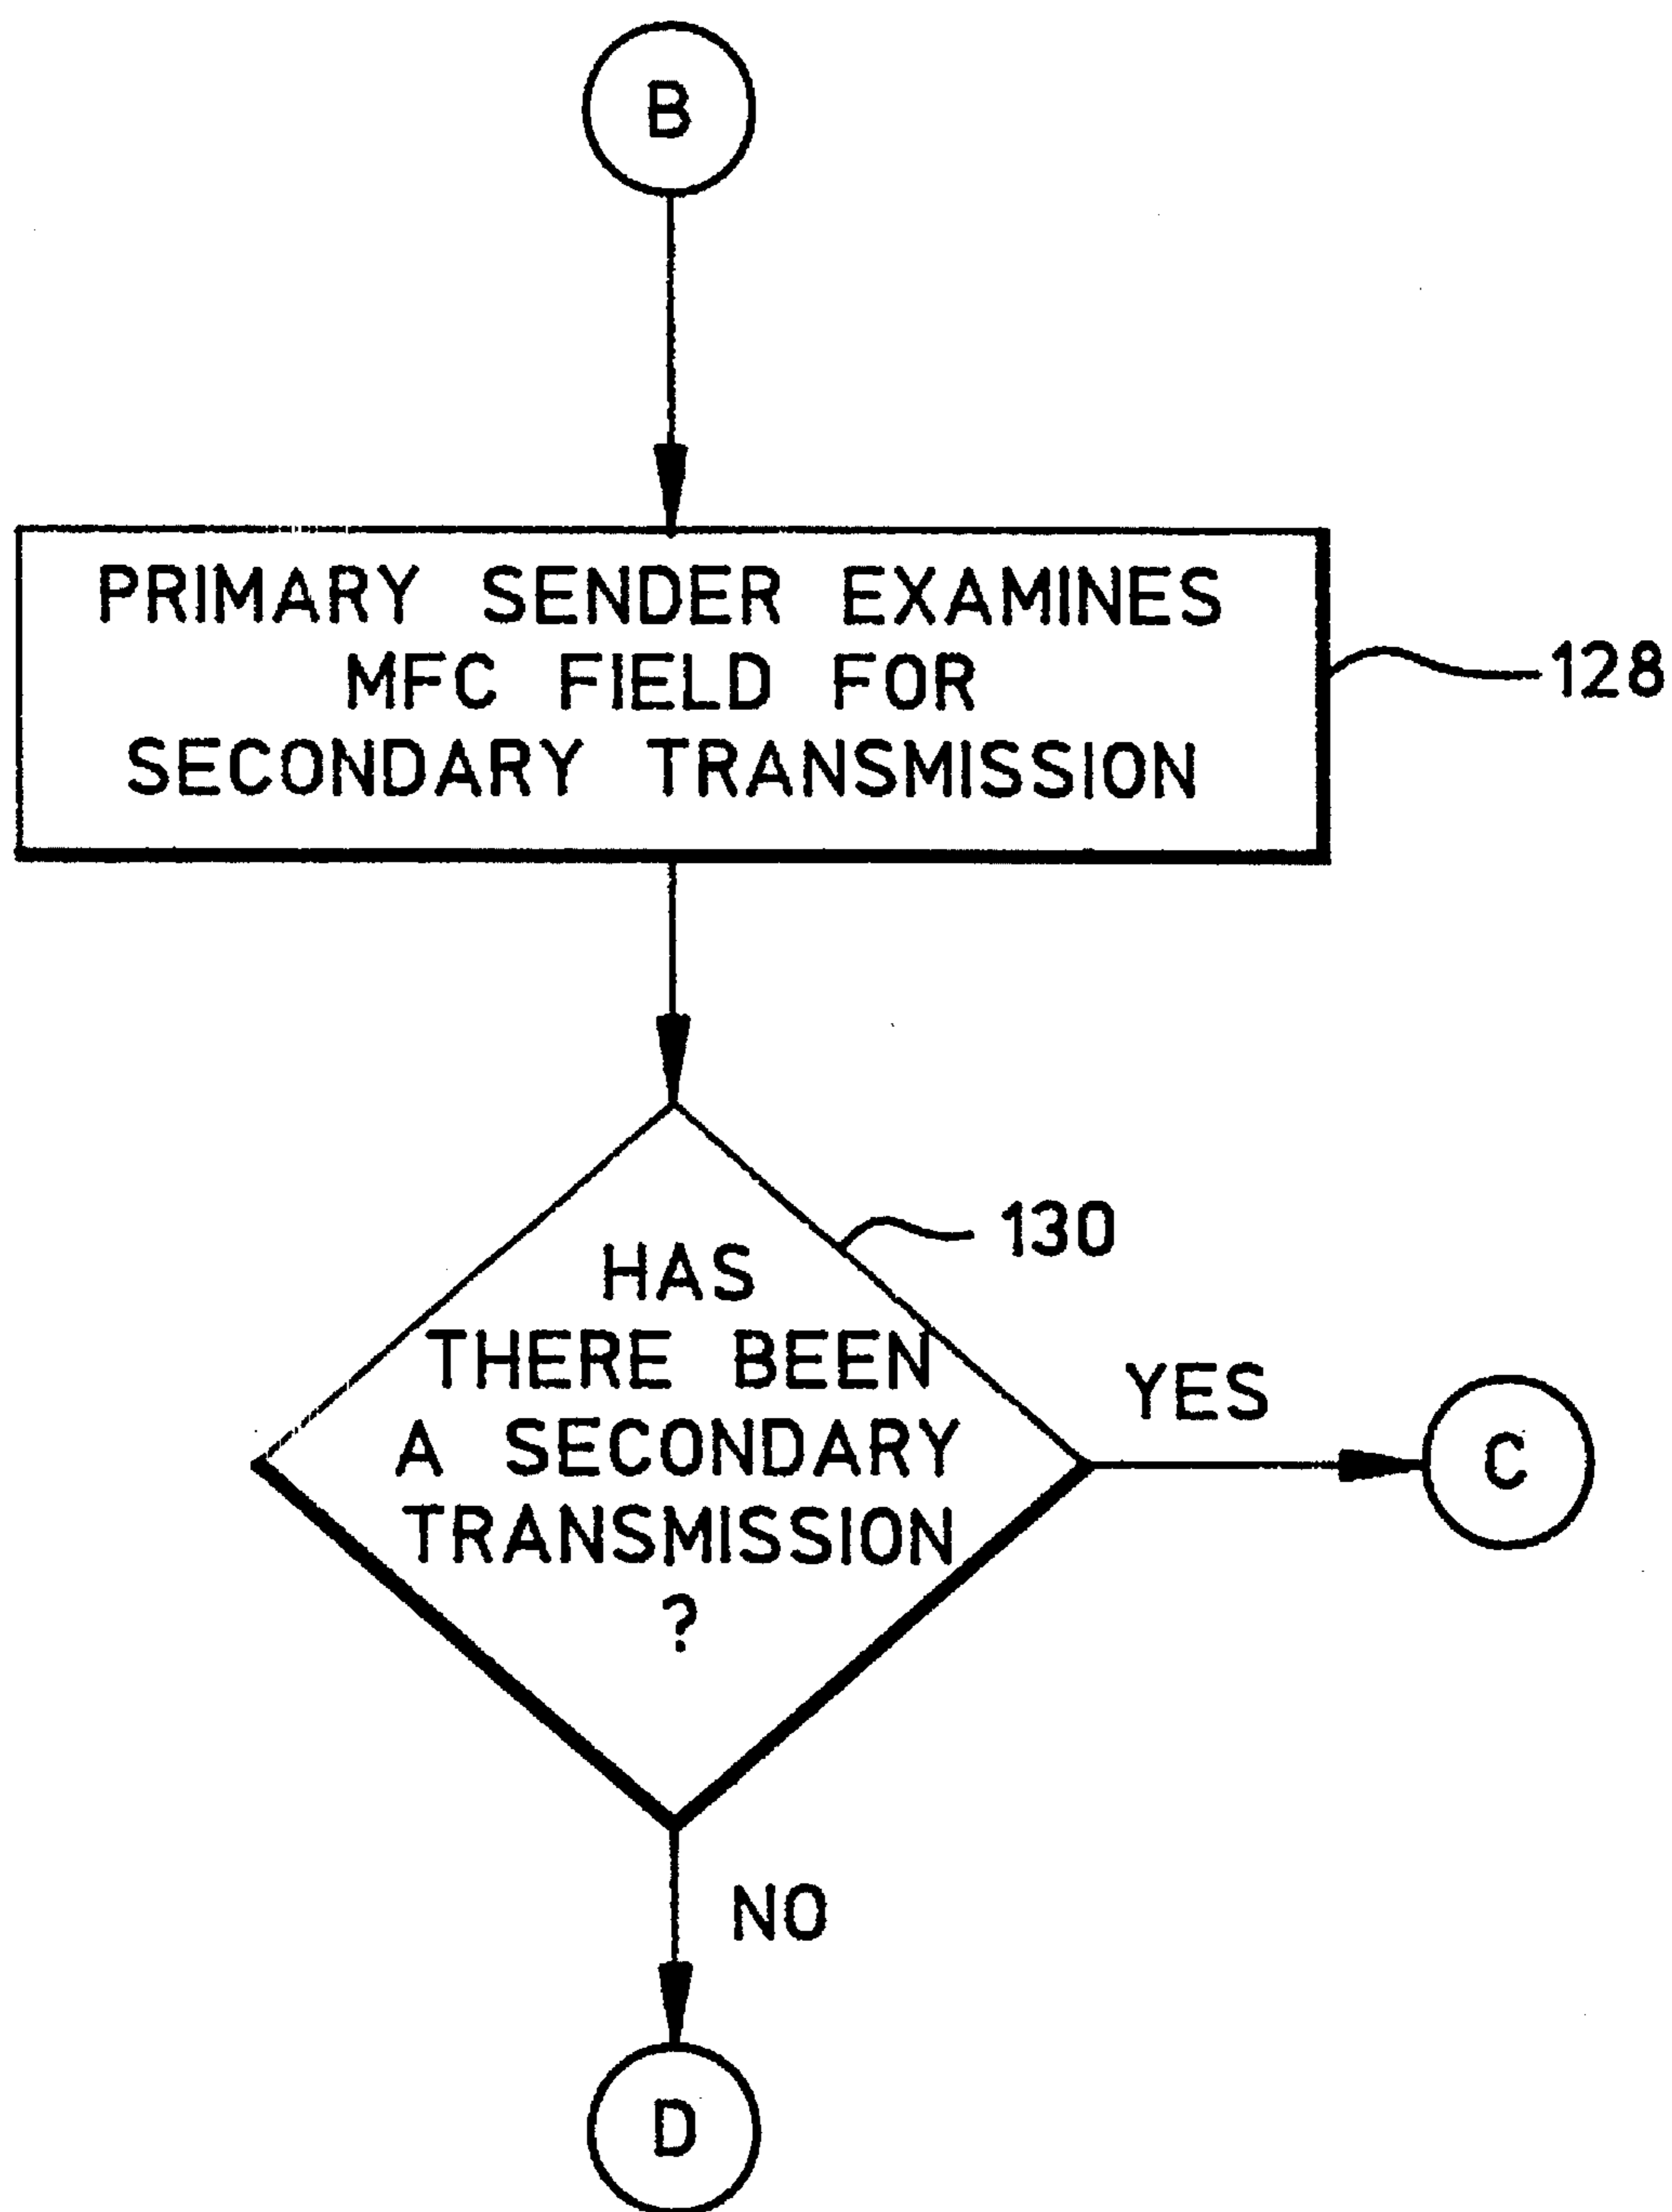 B
PRIMARY SENDER EXAMINES
MFC FIELD FOR
SECONDARY TRANSMISSION
128
130
HAS
THERE BEEN
A SECONDARY
TRANSMISSION
?
YES
C
NO
D